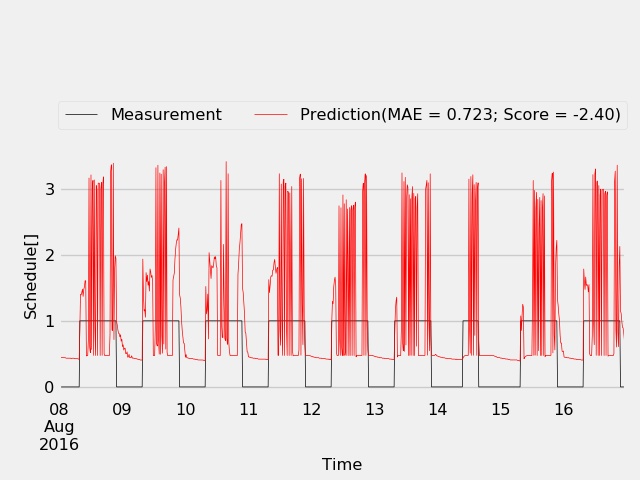 Measurement
Prediction(MAE = 0.723; Score = -2.40)
Schedule[]
3
2
1
0
08 09 10 11 12 13 14 15 16
Aug
2016
Time